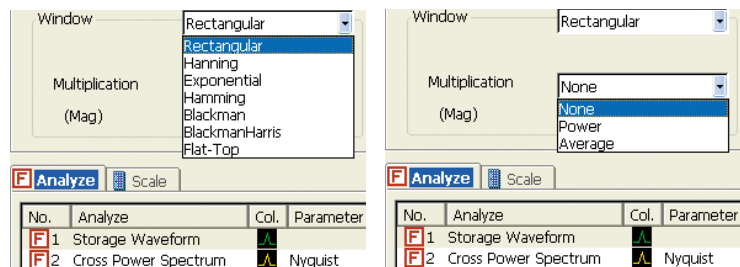 Window Rectangular
Rectangular
Hanning
Exponential
Hamming
Blackman
BlackmanHarris
Flat-Top
Multiplication
(Mag)
F Analyze Scale
No. Analyze Col. Parameter
F 1 Storage Waveform
F 2 Cross Power Spectrum Nyquist
Window Rectangular
Multiplication None
(Mag)
None
Power
Average
F Analyze Scale
No. Analyze Col. Parameter
F 1 Storage Waveform
F 2 Cross Power Spectrum Nyquist